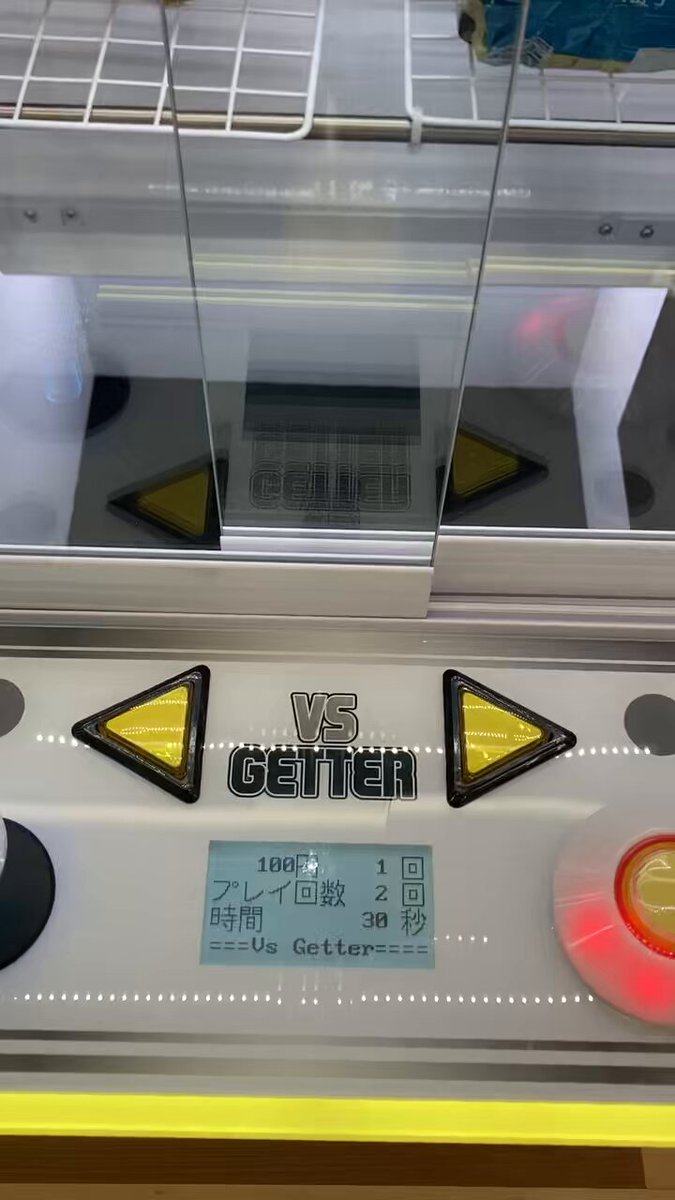 VS
GETTER
100円 1 回
プレイ回数 2 回
時間 30 秒
===Vs Getter====